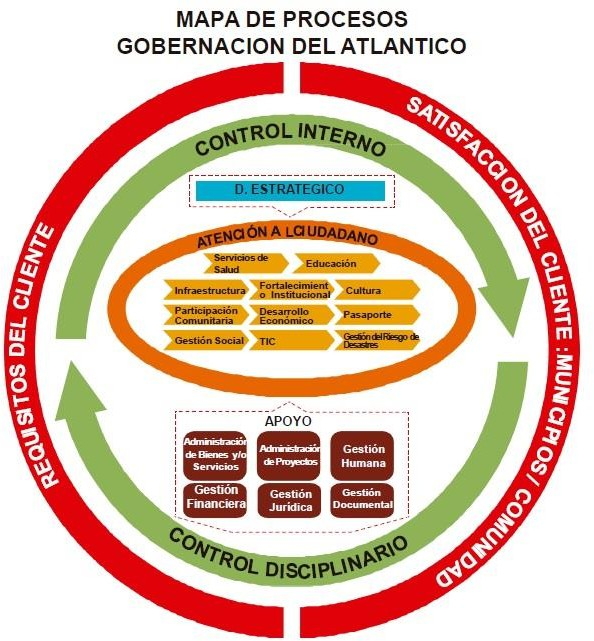 MAPA DE PROCESOS
GOBERNACION DEL ATLANTICO
REQUISITOS DEL CLIENTE
SATISFACCION DEL CLIENTE :MUNICIPIOS / COMUNIDAD
CONTROL INTERNO
D. ESTRATEGICO
ATENCIÓN A LCIUDADANO
Servicios de
Salud
Educación
Infraestructura
Fortalecimient
o Institucional
Cultura
Participación
Comunitaria
Desarrollo
Económico
Pasaporte
Gestión Social
TIC
Gestión del Riesgo de
Desastres
APOYO
Administración
de Bienes y/o
Servicios
Administración
de Proyectos
Gestión
Humana
Gestión
Financiera
Gestión
Jurídica
Gestión
Documental
CONTROL DISCIPLINARIO